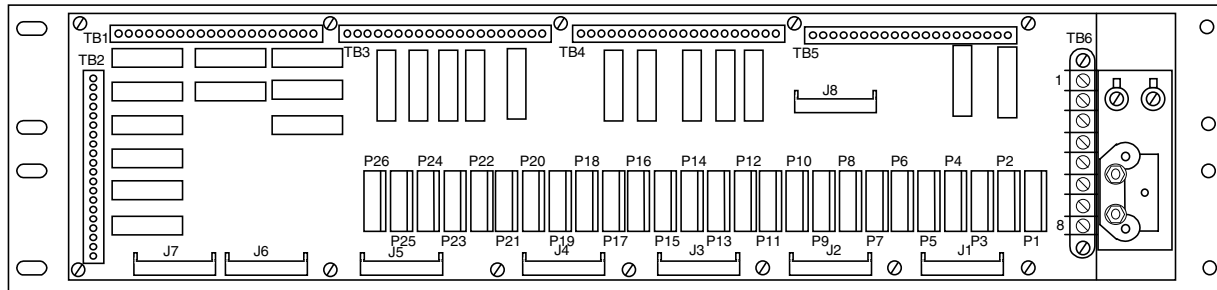 TB1
TB3
TB4
TB5
TB6
TB2
1
J8
P26 P24 P22 P20 P18 P16 P14 P12 P10 P8 P6 P4 P2
8
P25 P23 P21 P19 P17 P15 P13 P11 P9 P7 P5 P3 P1
J7 J6 J5 J4 J3 J2 J1